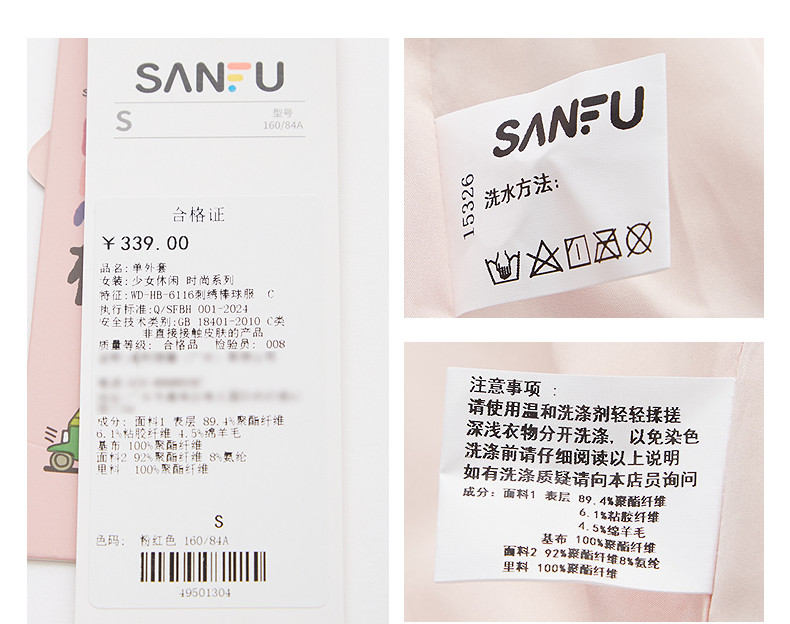 SANFU
S
型号
160/84A
合格证
￥339.00
品名:单外套
女装:少女休闲 时尚系列
特征:WD-HB-6116刺绣棒球服 C
执行标准:Q/SFBH 001-2024
安全技术类别:GB 18401-2010 C类
非直接接触皮肤的产品
质量等级: 合格品 检验员: 008
成分: 面料1 表层 89.4%聚酯纤维
6.1%粘胶纤维 4.5%绵羊毛
基布 100%聚酯纤维
面料2 92%聚酯纤维 8%氨纶
里料 100%聚酯纤维
S
色码: 粉红色 160/84A
49501304
SANFU
15326
洗水方法:
注意事项 :
请使用温和洗涤剂轻轻揉搓
深浅衣物分开洗涤，以免染色
洗涤前请仔细阅读以上说明
如有洗涤质疑请向本店员询问
成分: 面料1 表层 89.4%聚酯纤维
6.1%粘胶纤维
4.5%绵羊毛
基布 100%聚酯纤维
面料2 92%聚酯纤维8%氨纶
里料 100%聚酯纤维